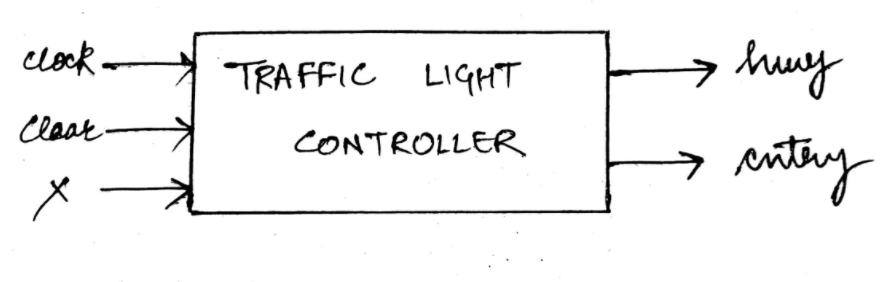 clock
clear
X
TRAFFIC LIGHT
CONTROLLER
hwy
cntry